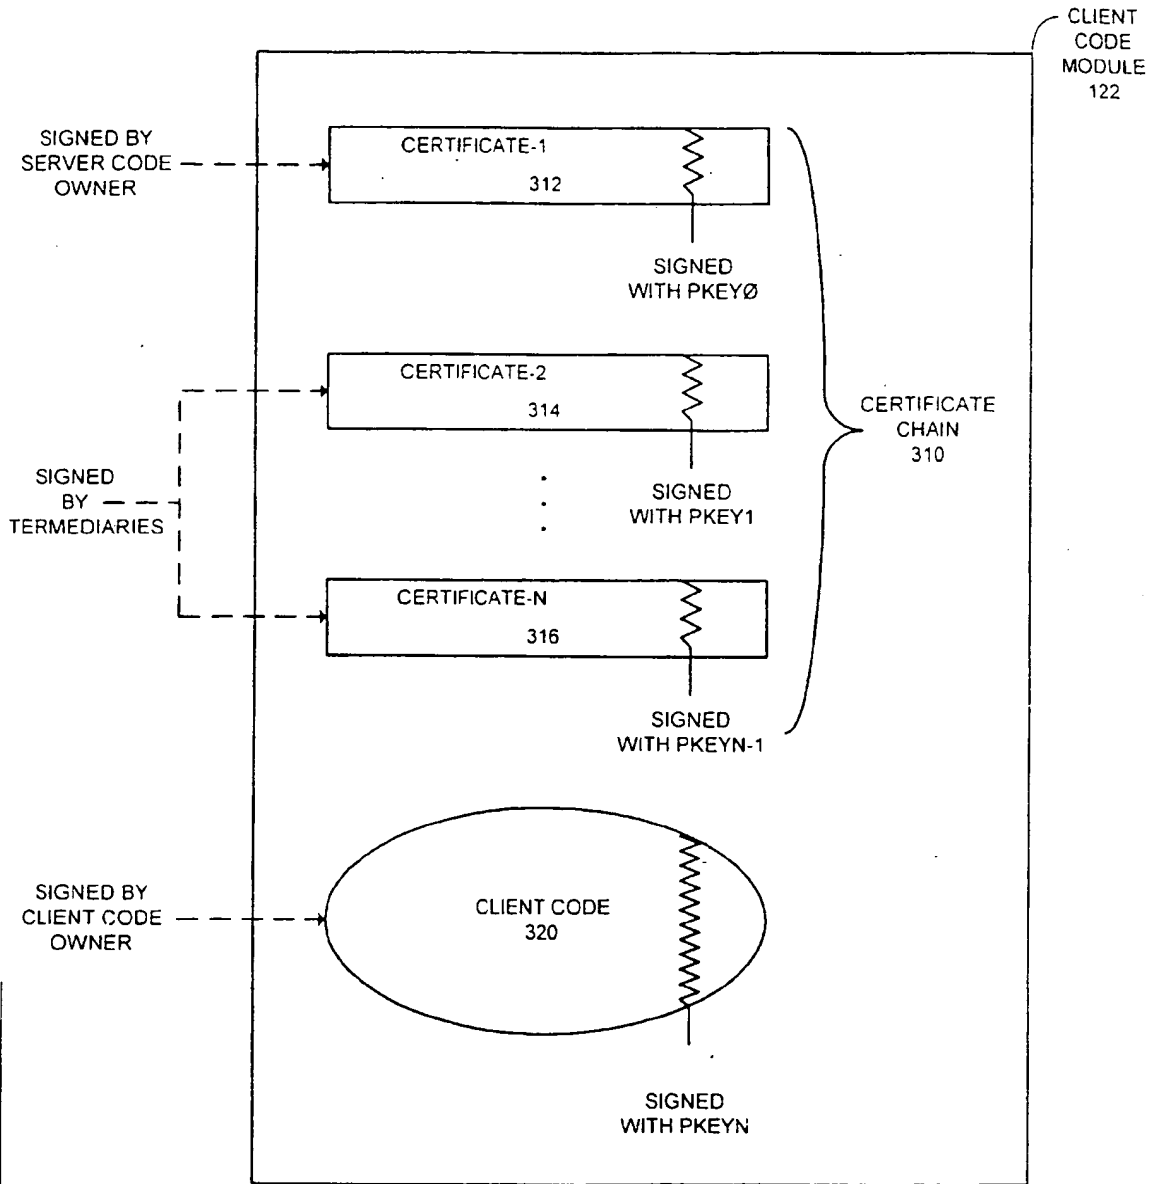 CLIENT
CODE
MODULE
122
SIGNED BY
SERVER CODE
OWNER
CERTIFICATE-1
312
SIGNED
WITH PKEYØ
CERTIFICATE-2
314
SIGNED
WITH PKEY1
CERTIFICATE
CHAIN
310
SIGNED
BY
TERMEDIARIES
.
.
.
CERTIFICATE-N
316
SIGNED
WITH PKEYN-1
SIGNED BY
CLIENT CODE
OWNER
CLIENT CODE
320
SIGNED
WITH PKEYN